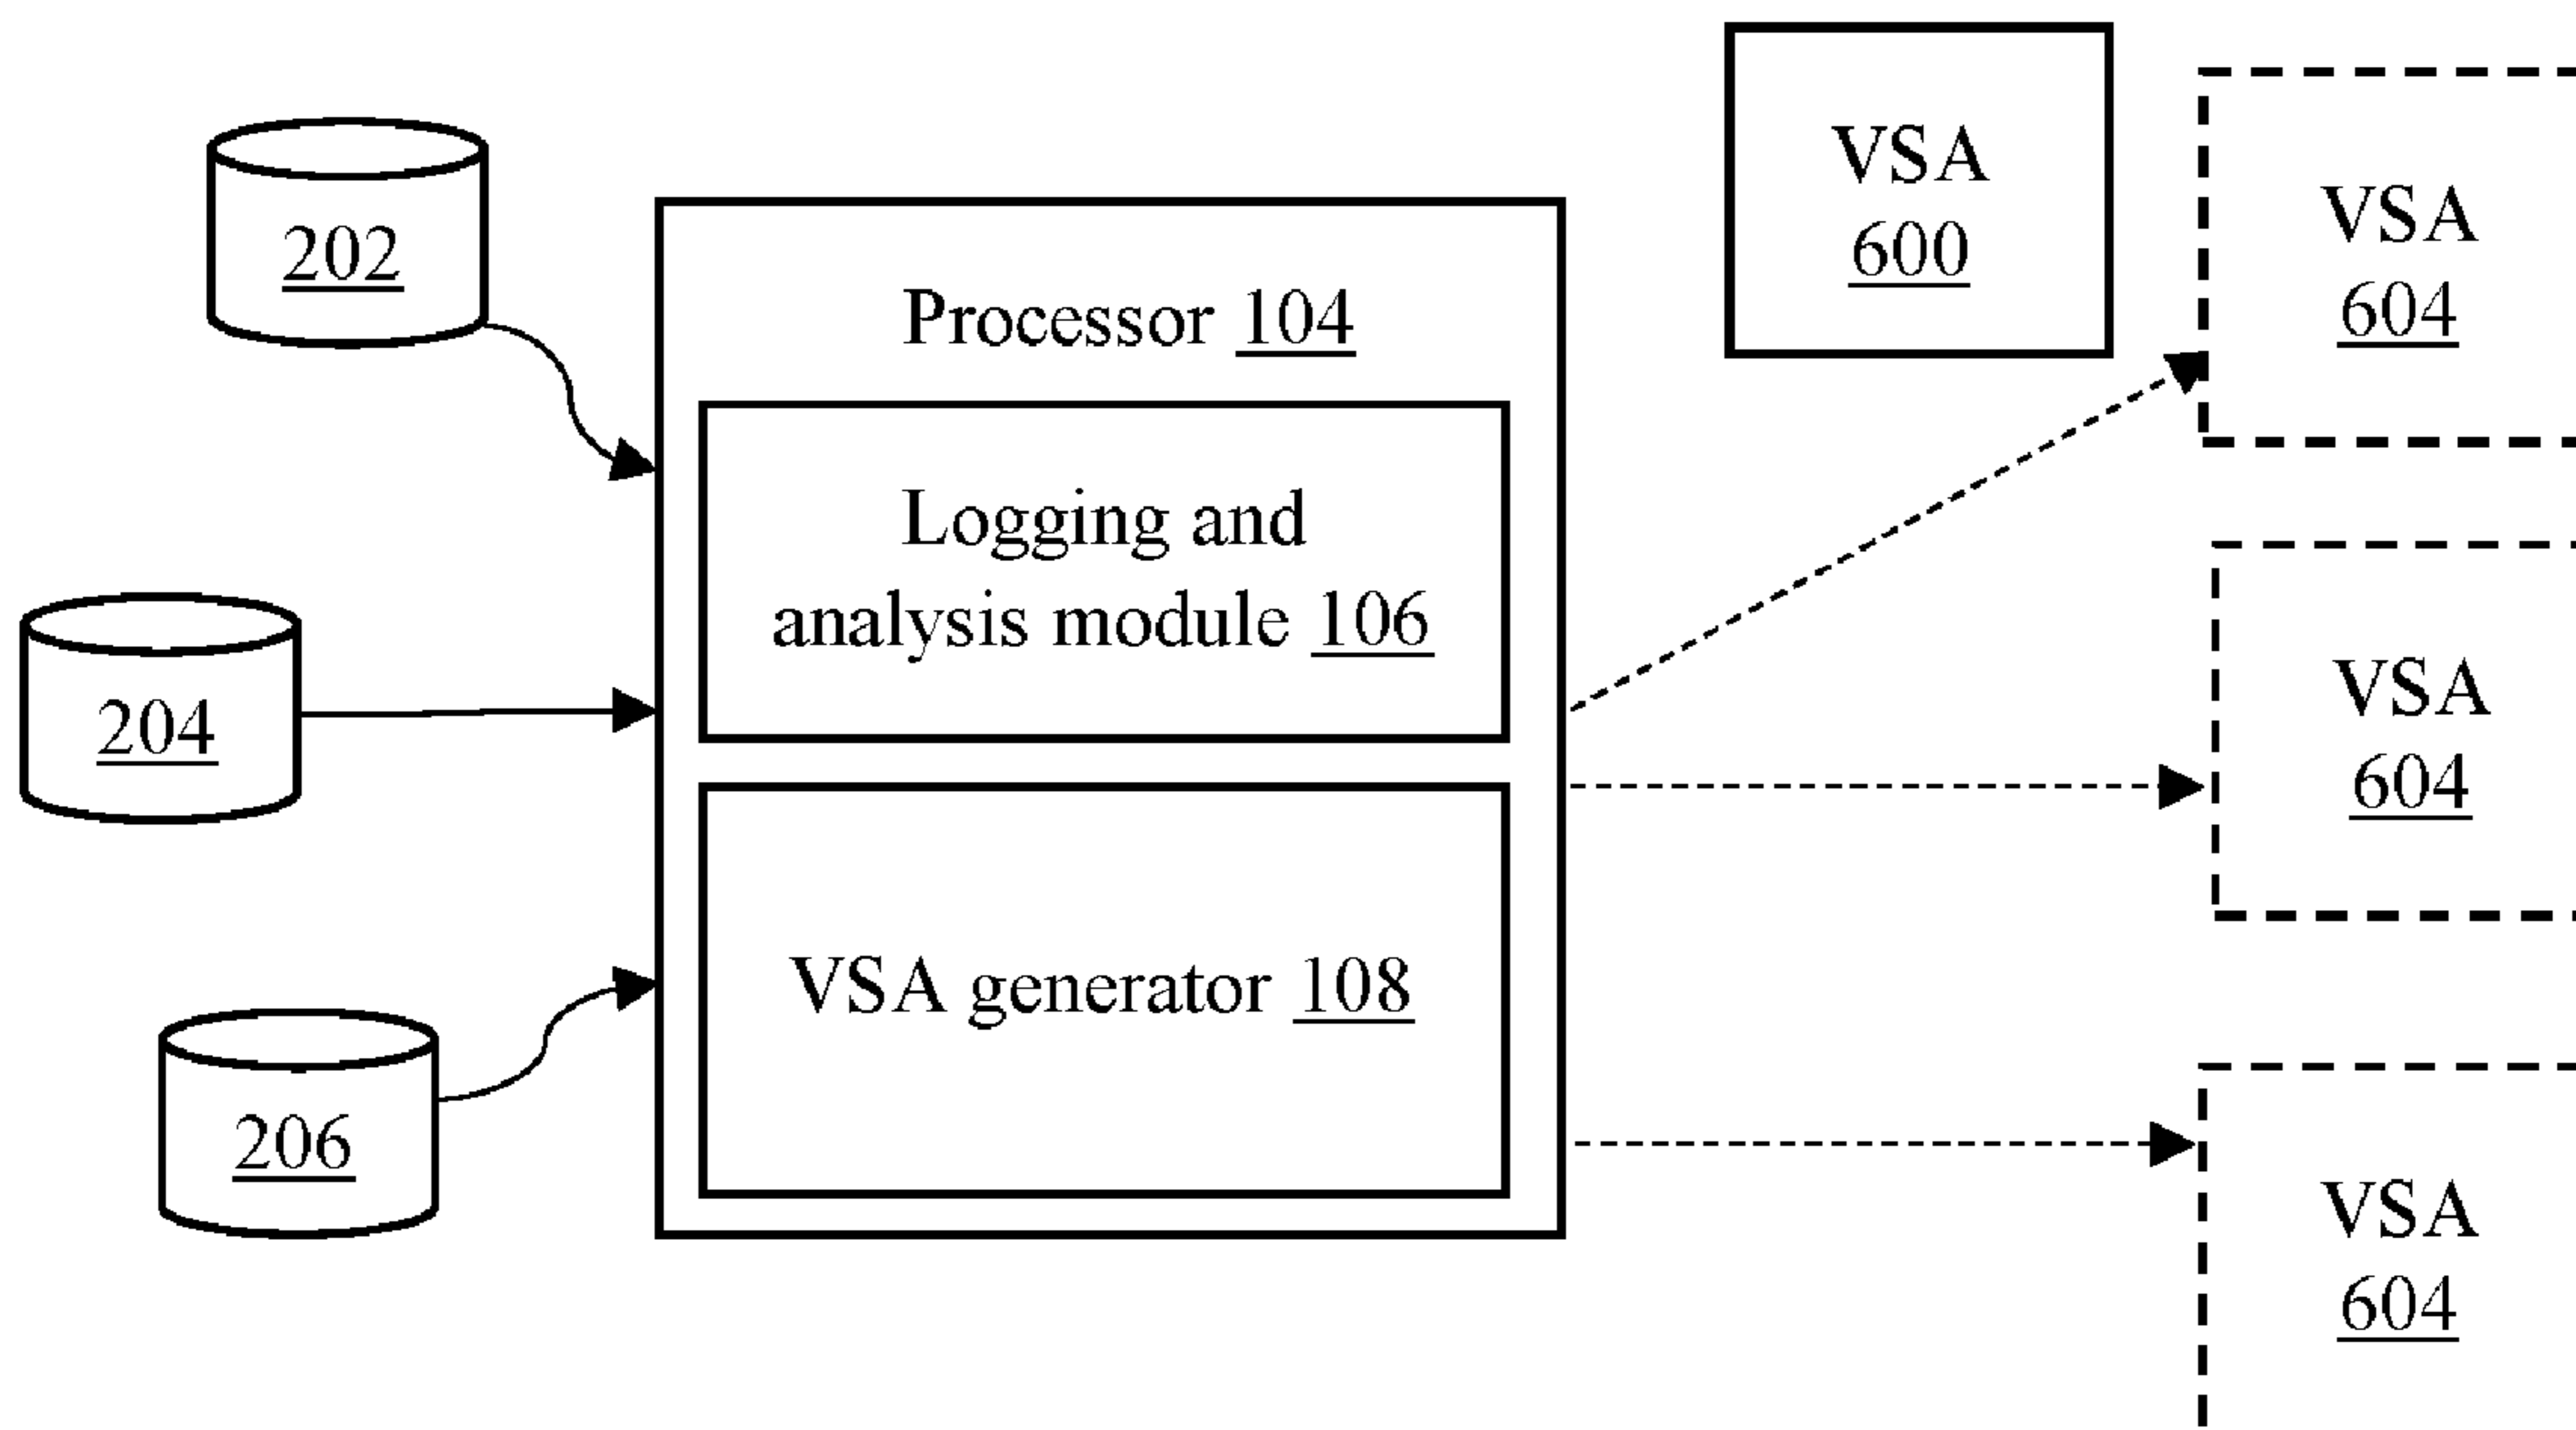 VSA
600
VSA
604
202
Processor 104
Logging and
analysis module 106
204
VSA
604
VSA generator 108
206
VSA
604